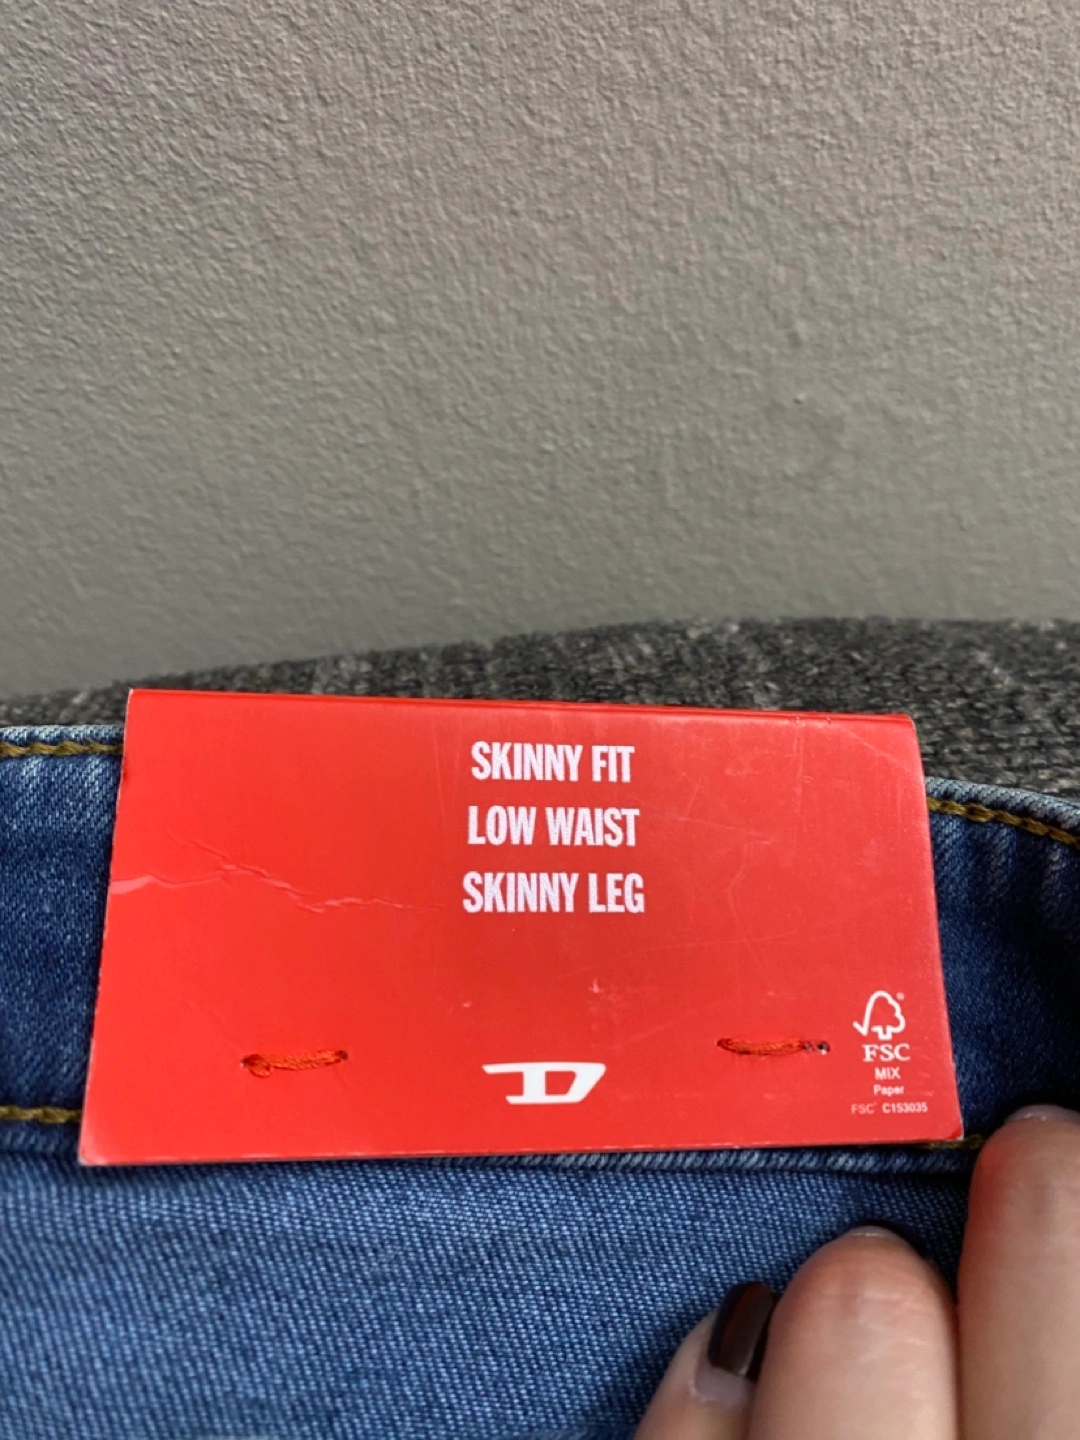 SKINNY FIT
LOW WAIST
SKINNY LEG
D
FSC
MIX
Paper
FSC® C153035